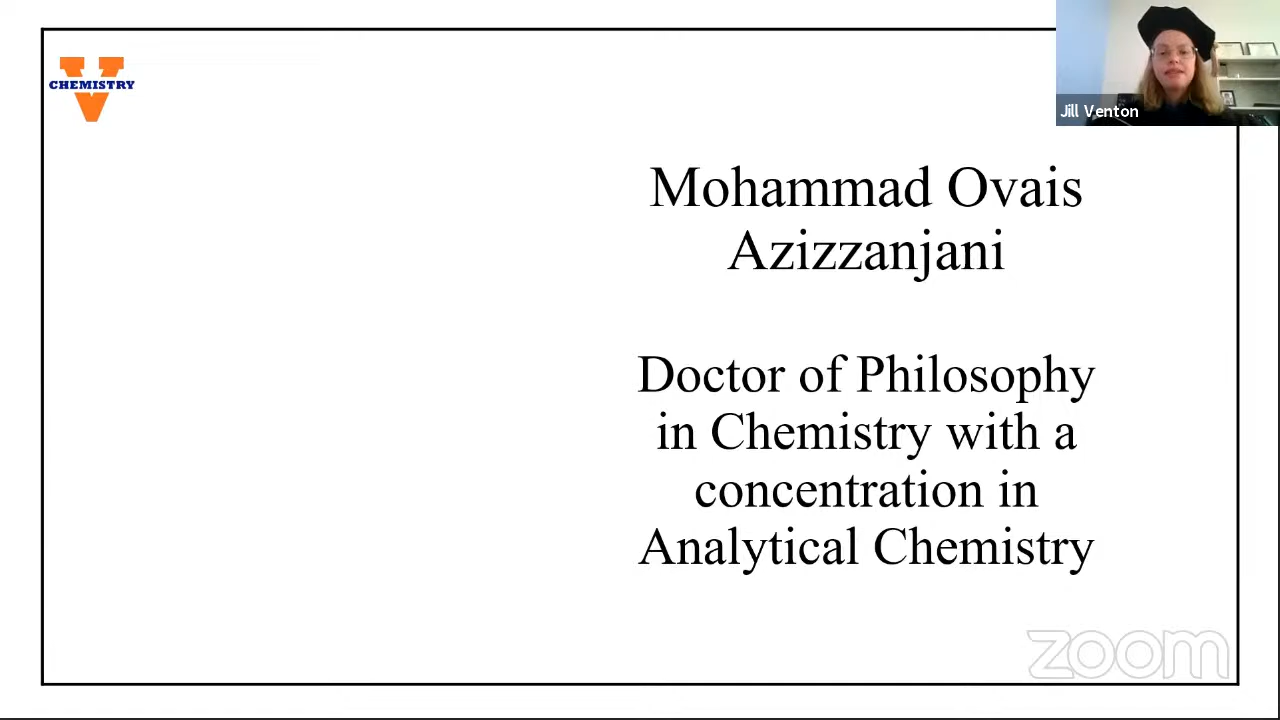 CHEMISTRY
Jill Venton
Mohammad Ovais
Azizzanjani
Doctor of Philosophy
in Chemistry with a
concentration in
Analytical Chemistry
zoom